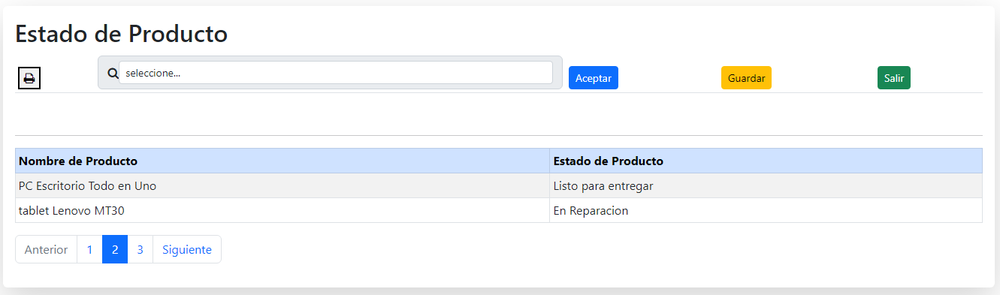 Estado de Producto
seleccione... Aceptar Guardar Salir
Nombre de Producto Estado de Producto
PC Escritorio Todo en Uno Listo para entregar
tablet Lenovo MT30 En Reparacion
Anterior 1 2 3 Siguiente